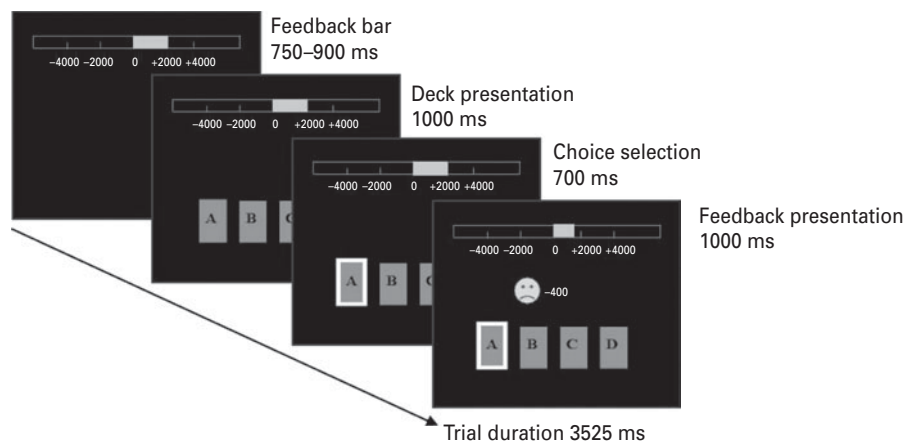 Feedback bar
750–900 ms
−4000 −2000 0 +2000 +4000
Deck presentation
1000 ms
−4000 −2000 0 +2000 +4000
A B C
Choice selection
700 ms
−4000 −2000 0 +2000 +4000
A B C
Feedback presentation
1000 ms
−4000 −2000 0 +2000 +4000
−400
A B C D
Trial duration 3525 ms